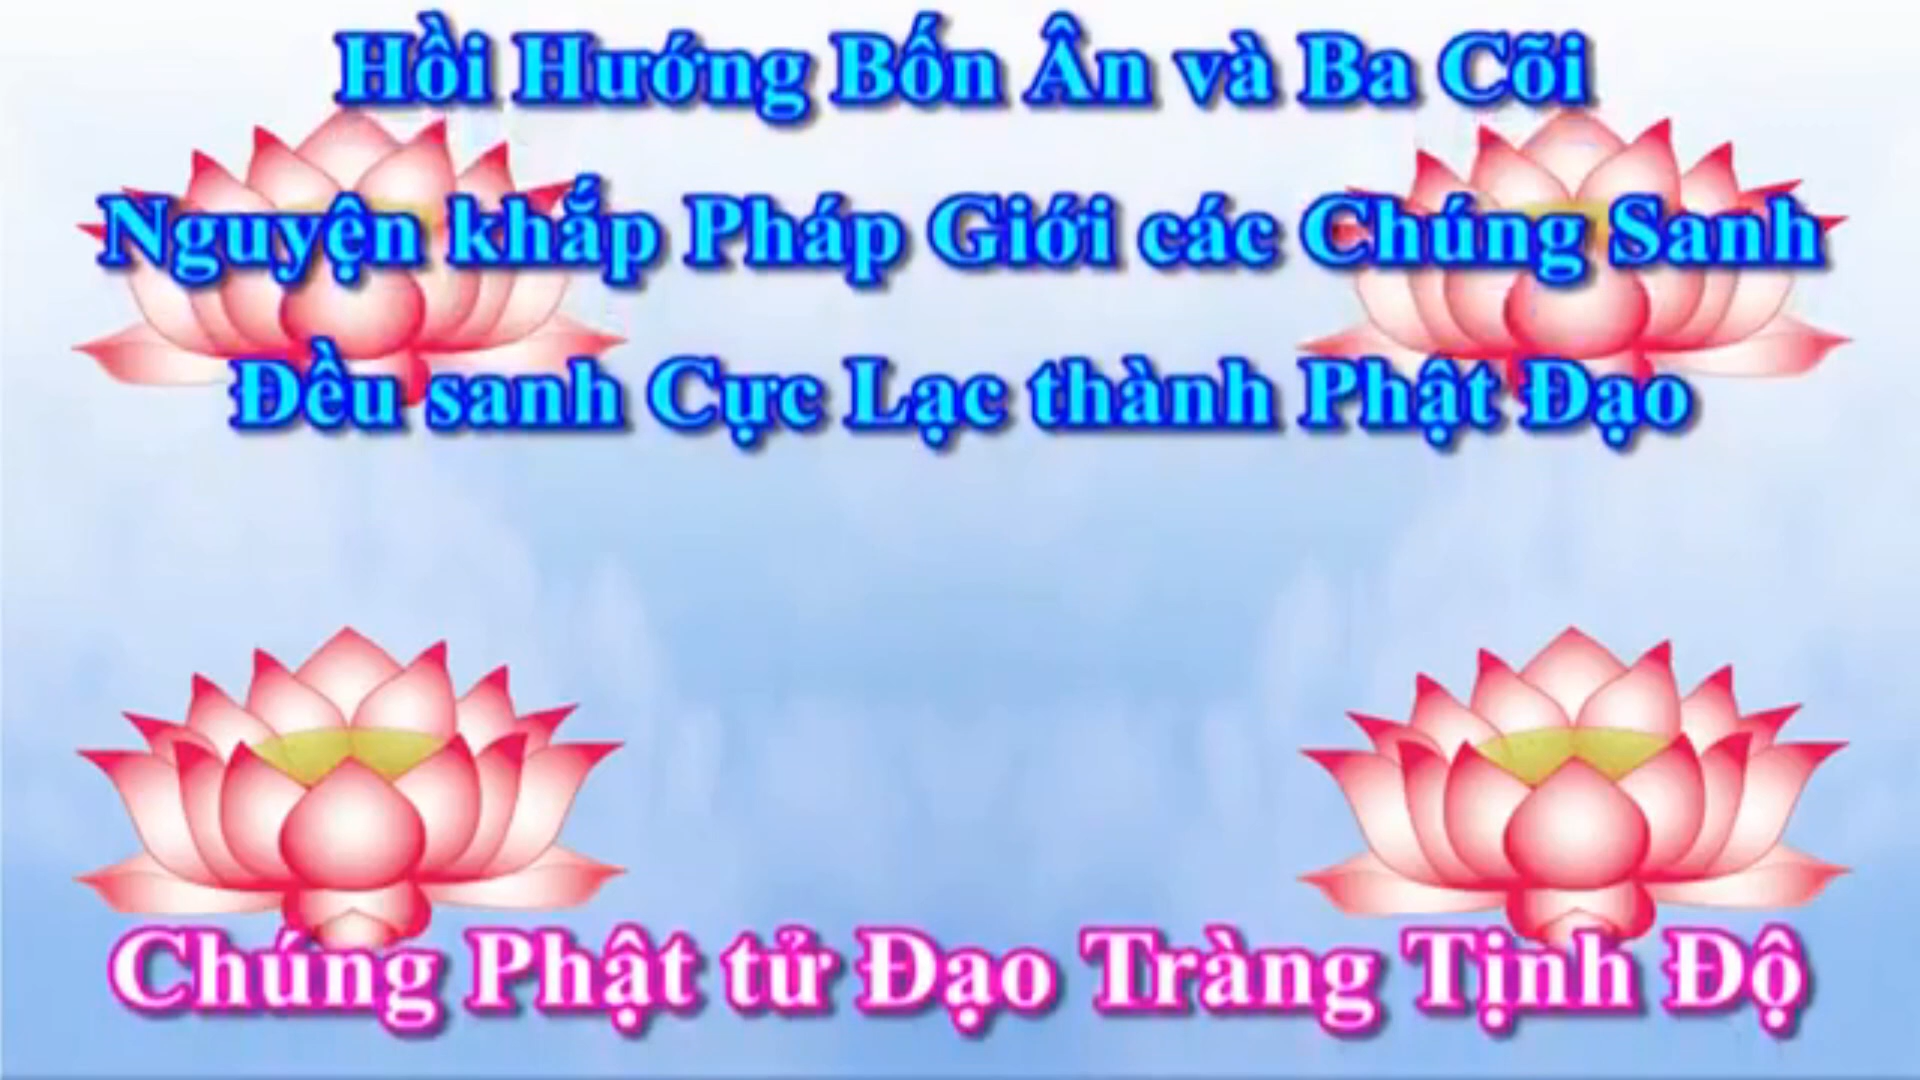 Hồi Hướng Bốn Ân và Ba Cõi
Nguyện khắp Pháp Giới các Chúng Sanh
Đều sanh Cực Lạc thành Phật Đạo
Chúng Phật tử Đạo Tràng Tịnh Độ